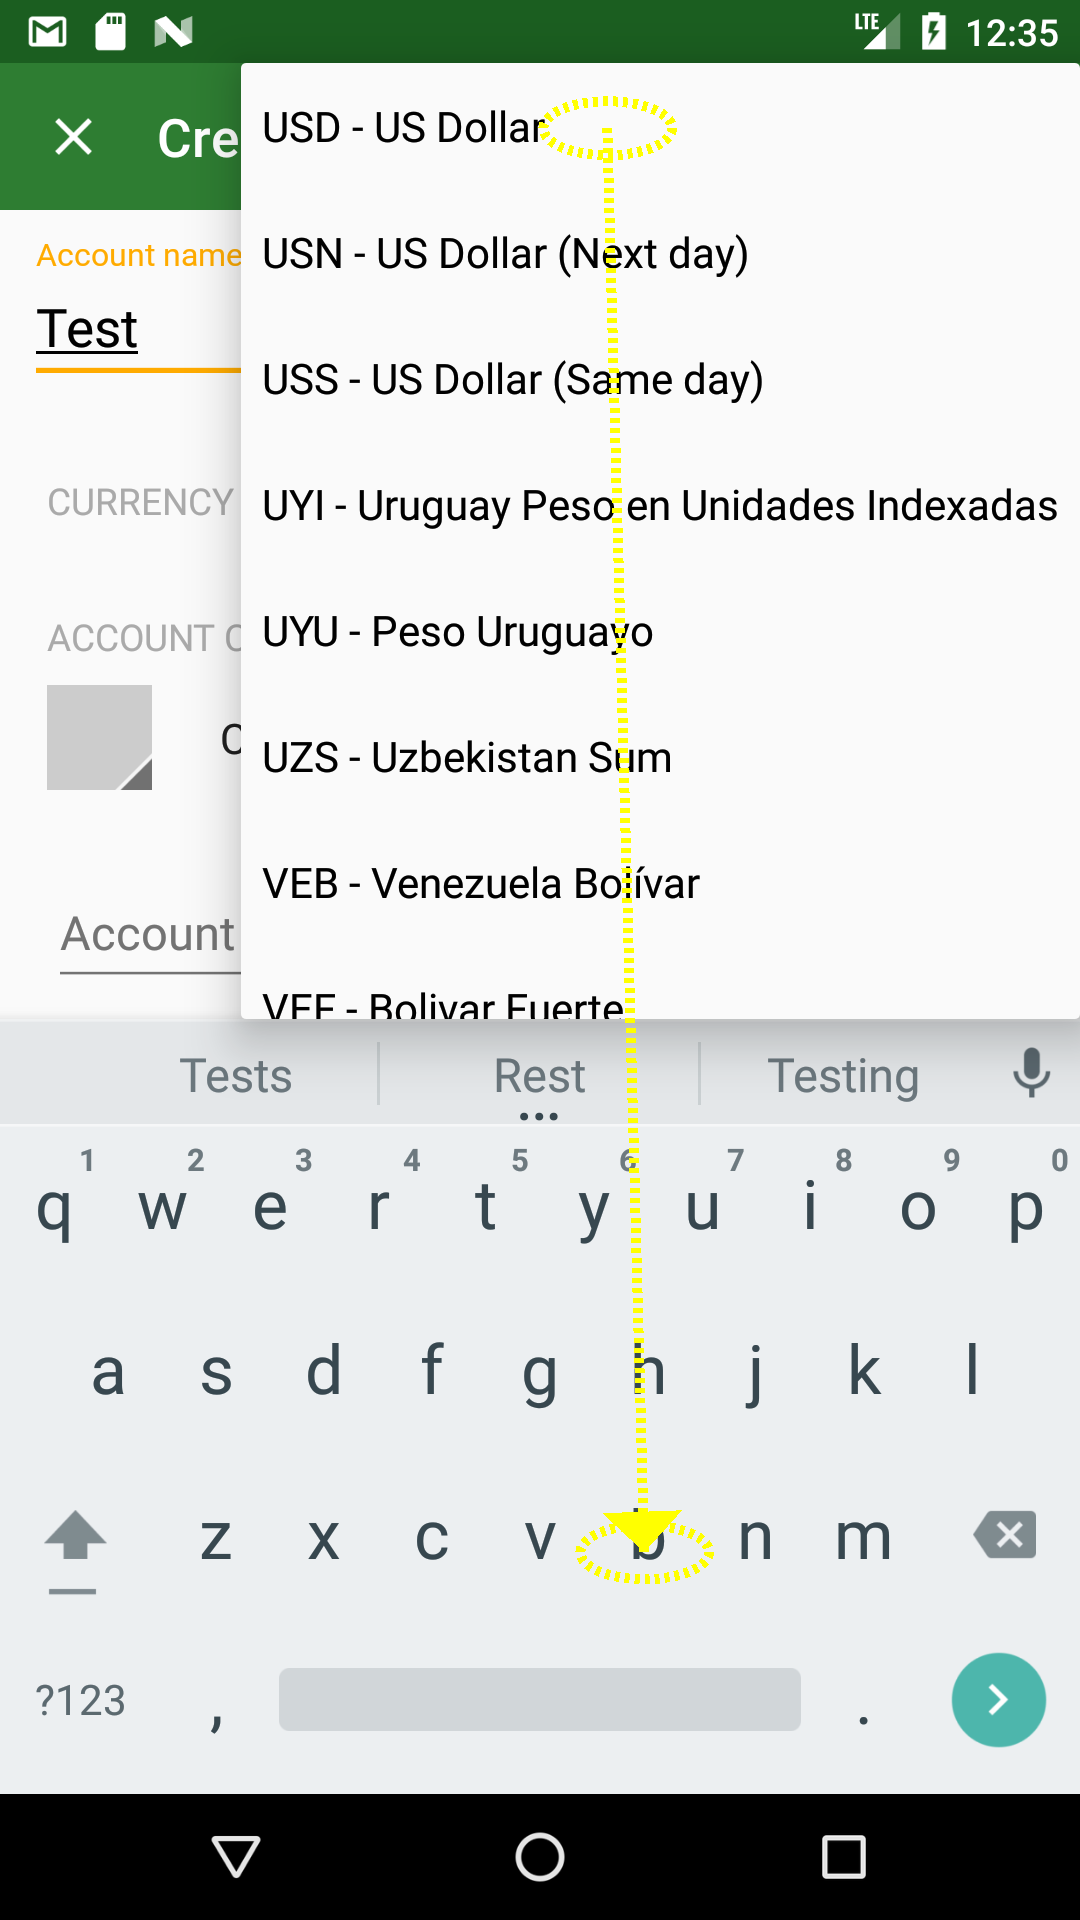 LTE 12:35
Cre
USD - US Dollar
Account name
USN - US Dollar (Next day)
Test
USS - US Dollar (Same day)
CURRENCY
UYI - Uruguay Peso en Unidades Indexadas
ACCOUNT C
UYU - Peso Uruguayo
UZS - Uzbekistan Sum
VEB - Venezuela Bolívar
Account
VEF - Bolivar Fuerte
Tests Rest Testing
1 2 3 4 5 6 7 8 9 0
q w e r t y u i o p
a s d f g h j k l
z x c v b n m
?123 , .